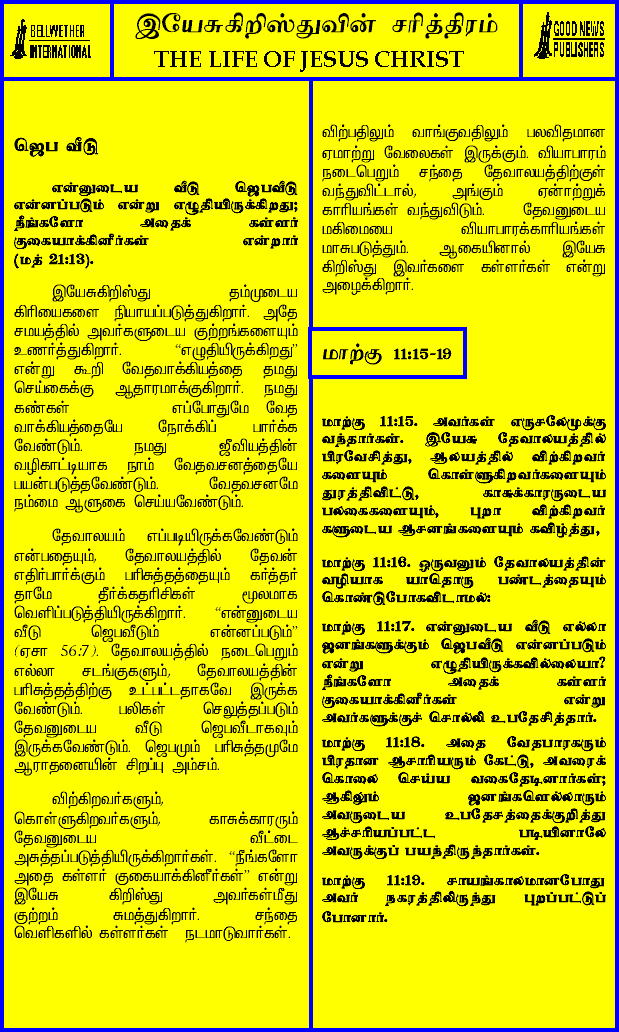 BELLWETHER
INTERNATIONAL
இயேசுகிறிஸ்துவின் சரித்திரம்
THE LIFE OF JESUS CHRIST
GOOD NEWS
PUBLISHERS
ஜெப வீடு
என்னுடைய வீடு ஜெபவீடு
என்னப்படும் என்று எழுதியிருக்கிறது;
நீங்களோ அதைக் கள்ளர்
குகையாக்கினீர்கள் என்றார்
(மத் 21:13).
இயேசுகிறிஸ்து தம்முடைய
கிரியைகளை நியாயப்படுத்துகிறார். அதே
சமயத்தில் அவர்களுடைய குற்றங்களையும்
உணர்த்துகிறார். “எழுதியிருக்கிறது”
என்று கூறி வேதவாக்கியத்தை தமது
செய்கைக்கு ஆதாரமாக்குகிறார். நமது
கண்கள் எப்போதுமே வேத
வாக்கியத்தையே நோக்கிப் பார்க்க
வேண்டும். நமது ஜீவியத்தின்
வழிகாட்டியாக நாம் வேதவசனத்தையே
பயன்படுத்தவேண்டும். வேதவசனமே
நம்மை ஆளுகை செய்யவேண்டும்.
தேவாலயம் எப்படியிருக்கவேண்டும்
என்பதையும், தேவாலயத்தில் தேவன்
எதிர்பார்க்கும் பரிசுத்தத்தையும் கர்த்தர்
தாமே தீர்க்கதரிசிகள் மூலமாக
வெளிப்படுத்தியிருக்கிறார். “என்னுடைய
வீடு ஜெபவீடும் என்னப்படும்”
(ஏசா 56:7). தேவாலயத்தில் நடைபெறும்
எல்லா சடங்குகளும், தேவாலயத்தின்
பரிசுத்தத்திற்கு உட்பட்டதாகவே இருக்க
வேண்டும். பலிகள் செலுத்தப்படும்
தேவனுடைய வீடு ஜெபவீடாகவும்
இருக்கவேண்டும். ஜெபமும் பரிசுத்தமுமே
ஆராதனையின் சிறப்பு அம்சம்.
விற்கிறவர்களும்,
கொள்ளுகிறவர்களும், காசுக்காரரும்
தேவனுடைய வீட்டை
அசுத்தப்படுத்தியிருக்கிறார்கள். “நீங்களோ
அதை கள்ளர் குகையாக்கினீர்கள்” என்று
இயேசு கிறிஸ்து அவர்கள்மீது
குற்றம் சுமத்துகிறார். சந்தை
வெளிகளில் கள்ளர்கள் நடமாடுவார்கள்.
விற்பதிலும் வாங்குவதிலும் பலவிதமான
ஏமாற்று வேலைகள் இருக்கும். வியாபாரம்
நடைபெறும் சந்தை தேவாலயத்திற்குள்
வந்துவிட்டால், அங்கும் ஏன்ாற்றுக்
காரியங்கள் வந்துவிடும். தேவனுடைய
மகிமையை வியாபாரக்காரியங்கள்
மாசுபடுத்தும். ஆகையினால் இயேசு
கிறிஸ்து இவர்களை கள்ளர்கள் என்று
அழைக்கிறார்.
மாற்கு 11:15-19
மாற்கு 11:15. அவர்கள் எருசலேமுக்கு
வந்தார்கள். இயேசு தேவாலயத்தில்
பிரவேசித்து, ஆலயத்தில் விற்கிறவர்
களையும் கொள்ளுகிறவர்களையும்
துரத்திவிட்டு, காசுக்காரருடைய
பலகைகளையும், புறா விற்கிறவர்
களுடைய ஆசனங்களையும் கவிழ்த்து,
மாற்கு 11:16. ஒருவனும் தேவாலயத்தின்
வழியாக யாதொரு பண்டத்தையும்
கொண்டுபோகவிடாமல்:
மாற்கு 11:17. என்னுடைய வீடு எல்லா
ஜனங்களுக்கும் ஜெபவீடு என்னப்படும்
என்று எழுதியிருக்கவில்லையா?
நீங்களோ அதைக் கள்ளர்
குகையாக்கினீர்கள் என்று
அவர்களுக்குச் சொல்லி உபதேசித்தார்.
மாற்கு 11:18. அதை வேதபாரகரும்
பிரதான ஆசாரியரும் கேட்டு, அவரைக்
கொலை செய்ய வகைதேடினார்கள்;
ஆகிலும் ஜனங்களெல்லாரும்
அவருடைய உபதேசத்தைக்குறித்து
ஆச்சரியப்பட்ட படியினாலே
அவருக்குப் பயந்திருந்தார்கள்.
மாற்கு 11:19. சாயங்காலமானபோது
அவர் நகரத்திலிருந்து புறப்பட்டுப்
போனார்.